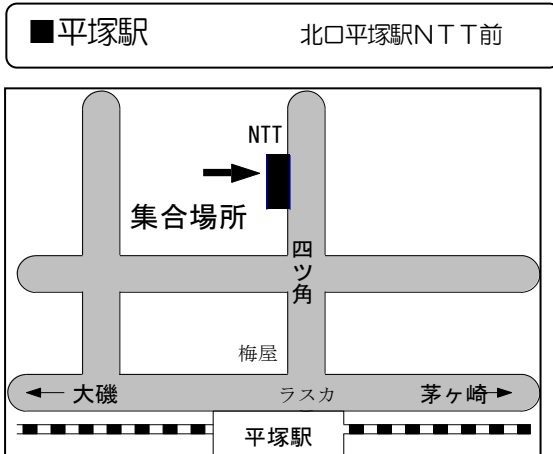 ■平塚駅 北口平塚駅NTT前
NTT
集合場所
四ツ角
梅屋
← 大磯 ラスカ 茅ヶ崎 →
平塚駅